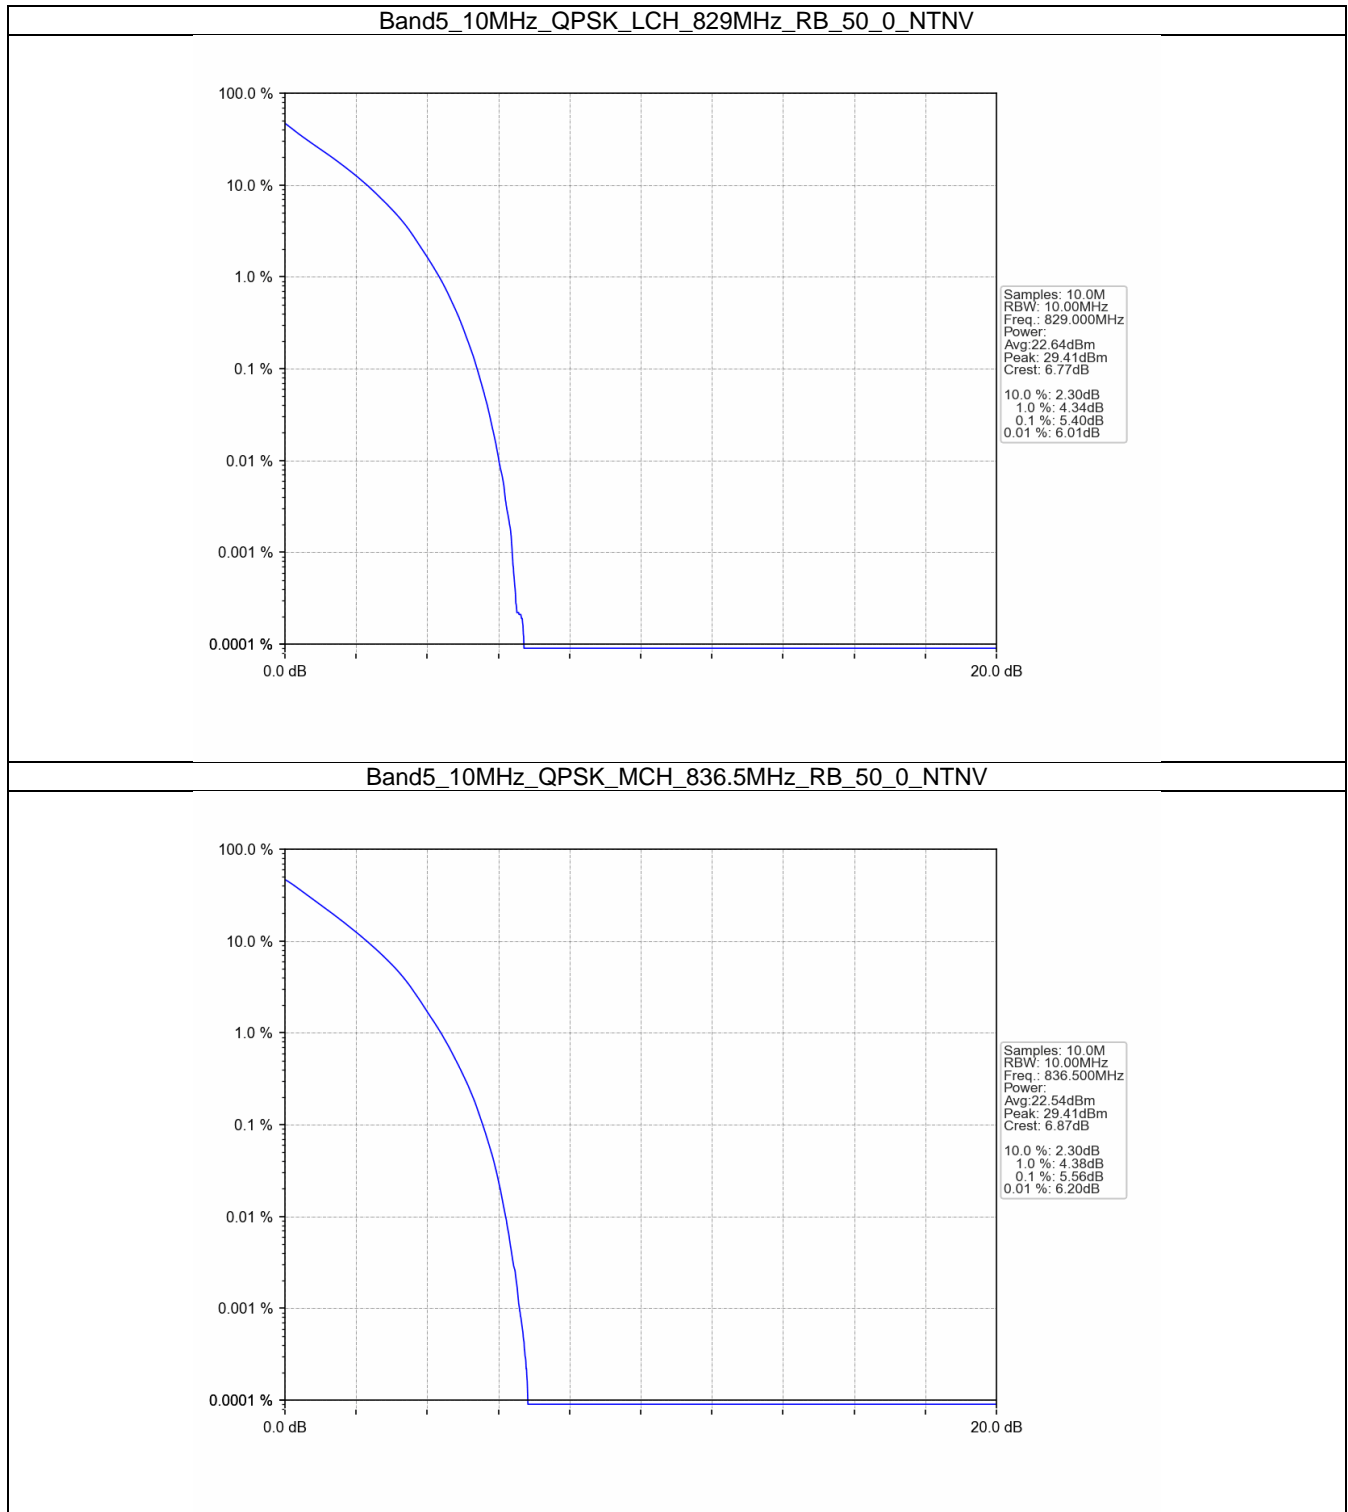 Band5_10MHz_QPSK_LCH_829MHz_RB_50_0_NTNV
100.0 %
10.0 %
1.0 %
0.1 %
0.01 %
0.001 %
0.0001 %
0.0 dB
20.0 dB
Samples: 10.0M
RBW: 10.00MHz
Freq.: 829.000MHz
Power:
Avg:22.64dBm
Peak: 29.41dBm
Crest: 6.77dB
10.0 %: 2.30dB
1.0 %: 4.34dB
0.1 %: 5.40dB
0.01 %: 6.01dB
Band5_10MHz_QPSK_MCH_836.5MHz_RB_50_0_NTNV
100.0 %
10.0 %
1.0 %
0.1 %
0.01 %
0.001 %
0.0001 %
0.0 dB
20.0 dB
Samples: 10.0M
RBW: 10.00MHz
Freq.: 836.500MHz
Power:
Avg:22.54dBm
Peak: 29.41dBm
Crest: 6.87dB
10.0 %: 2.30dB
1.0 %: 4.38dB
0.1 %: 5.56dB
0.01 %: 6.20dB